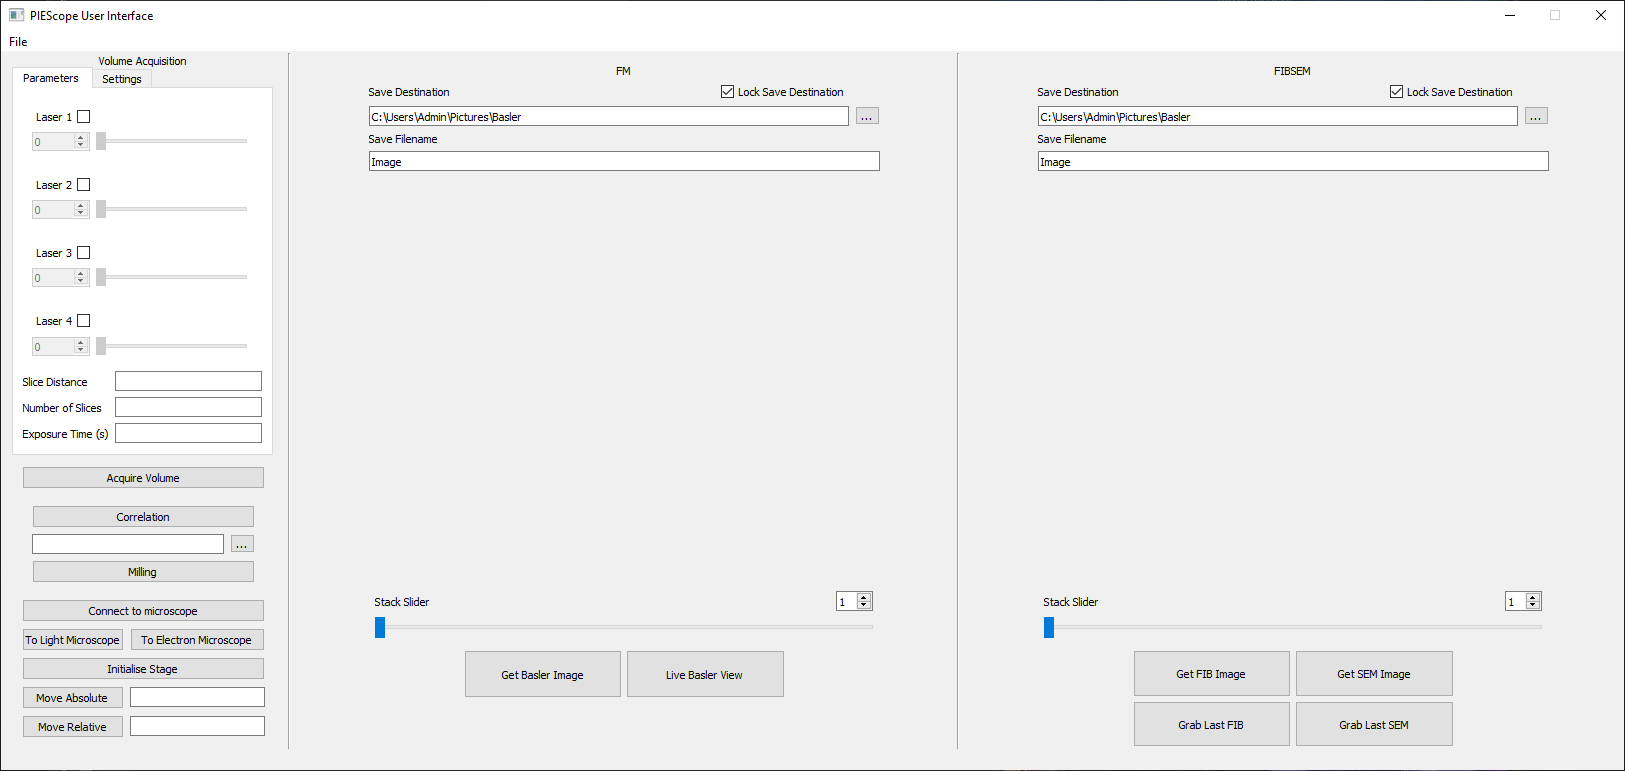 PIEScope User Interface
File
Volume Acquisition
Parameters Settings
Laser 1
0
Laser 2
0
Laser 3
0
Laser 4
0
Slice Distance
Number of Slices
Exposure Time (s)
Acquire Volume
Correlation
...
Milling
Connect to microscope
To Light Microscope To Electron Microscope
Initialise Stage
Move Absolute
Move Relative
FM
Save Destination Lock Save Destination
C:\Users\Admin\Pictures\Basler ...
Save Filename
Image
Stack Slider 1
Get Basler Image Live Basler View
FIBSEM
Save Destination Lock Save Destination
C:\Users\Admin\Pictures\Basler ...
Save Filename
Image
Stack Slider 1
Get FIB Image Get SEM Image
Grab Last FIB Grab Last SEM